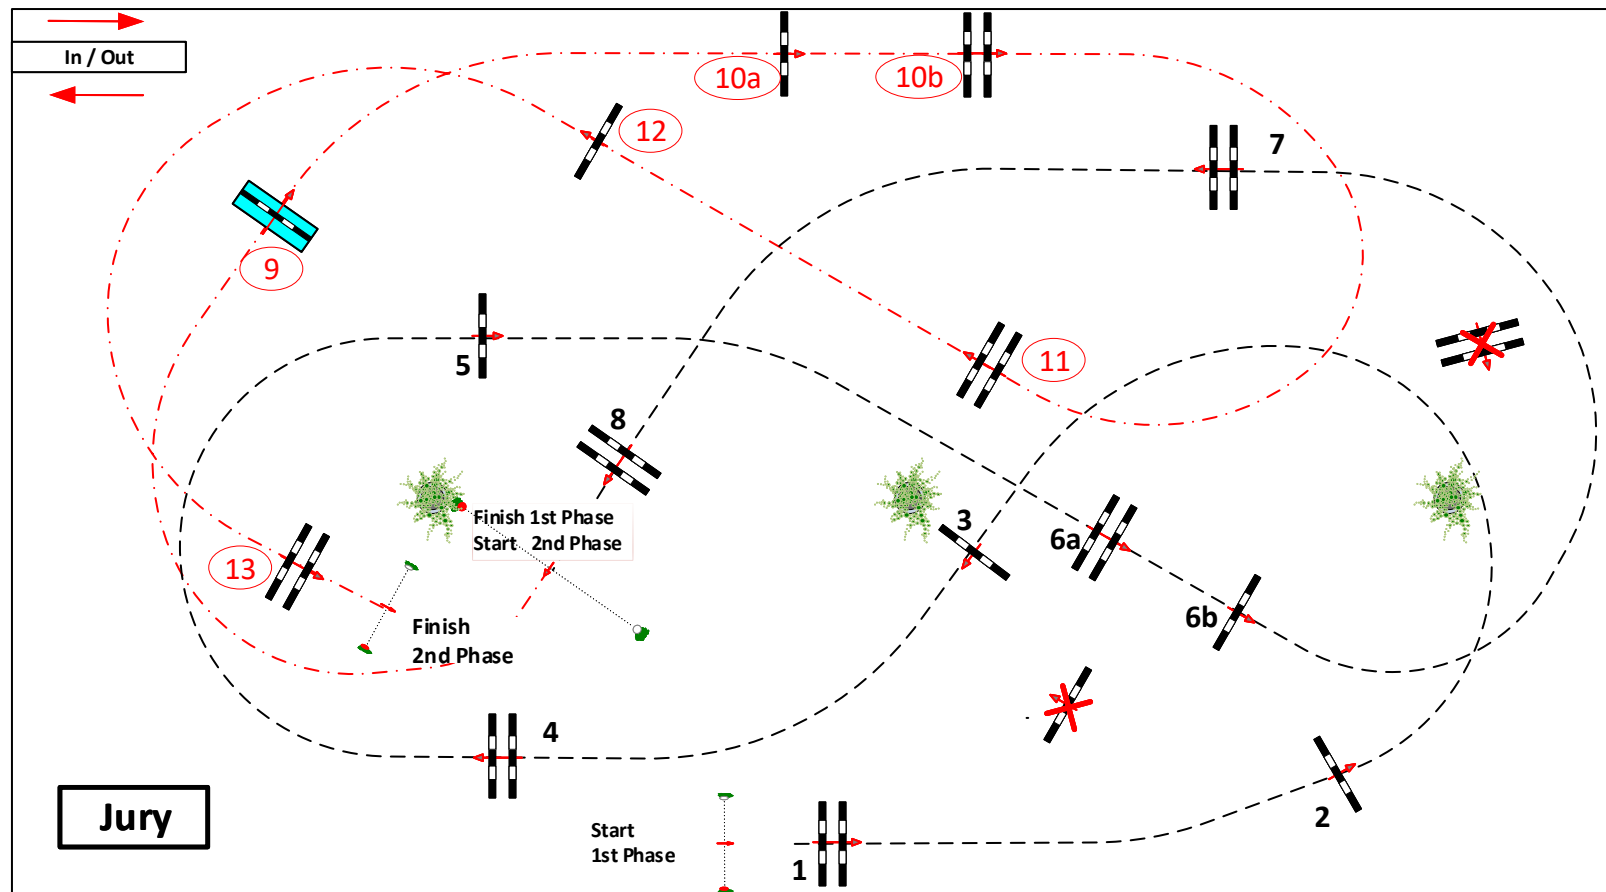 In / Out
10a
10b
12
7
9
5
11
8
Finish 1st Phase
Start 2nd Phase
3
6a
13
6b
Finish
2nd Phase
4
Jury
Start
1st Phase
1
2